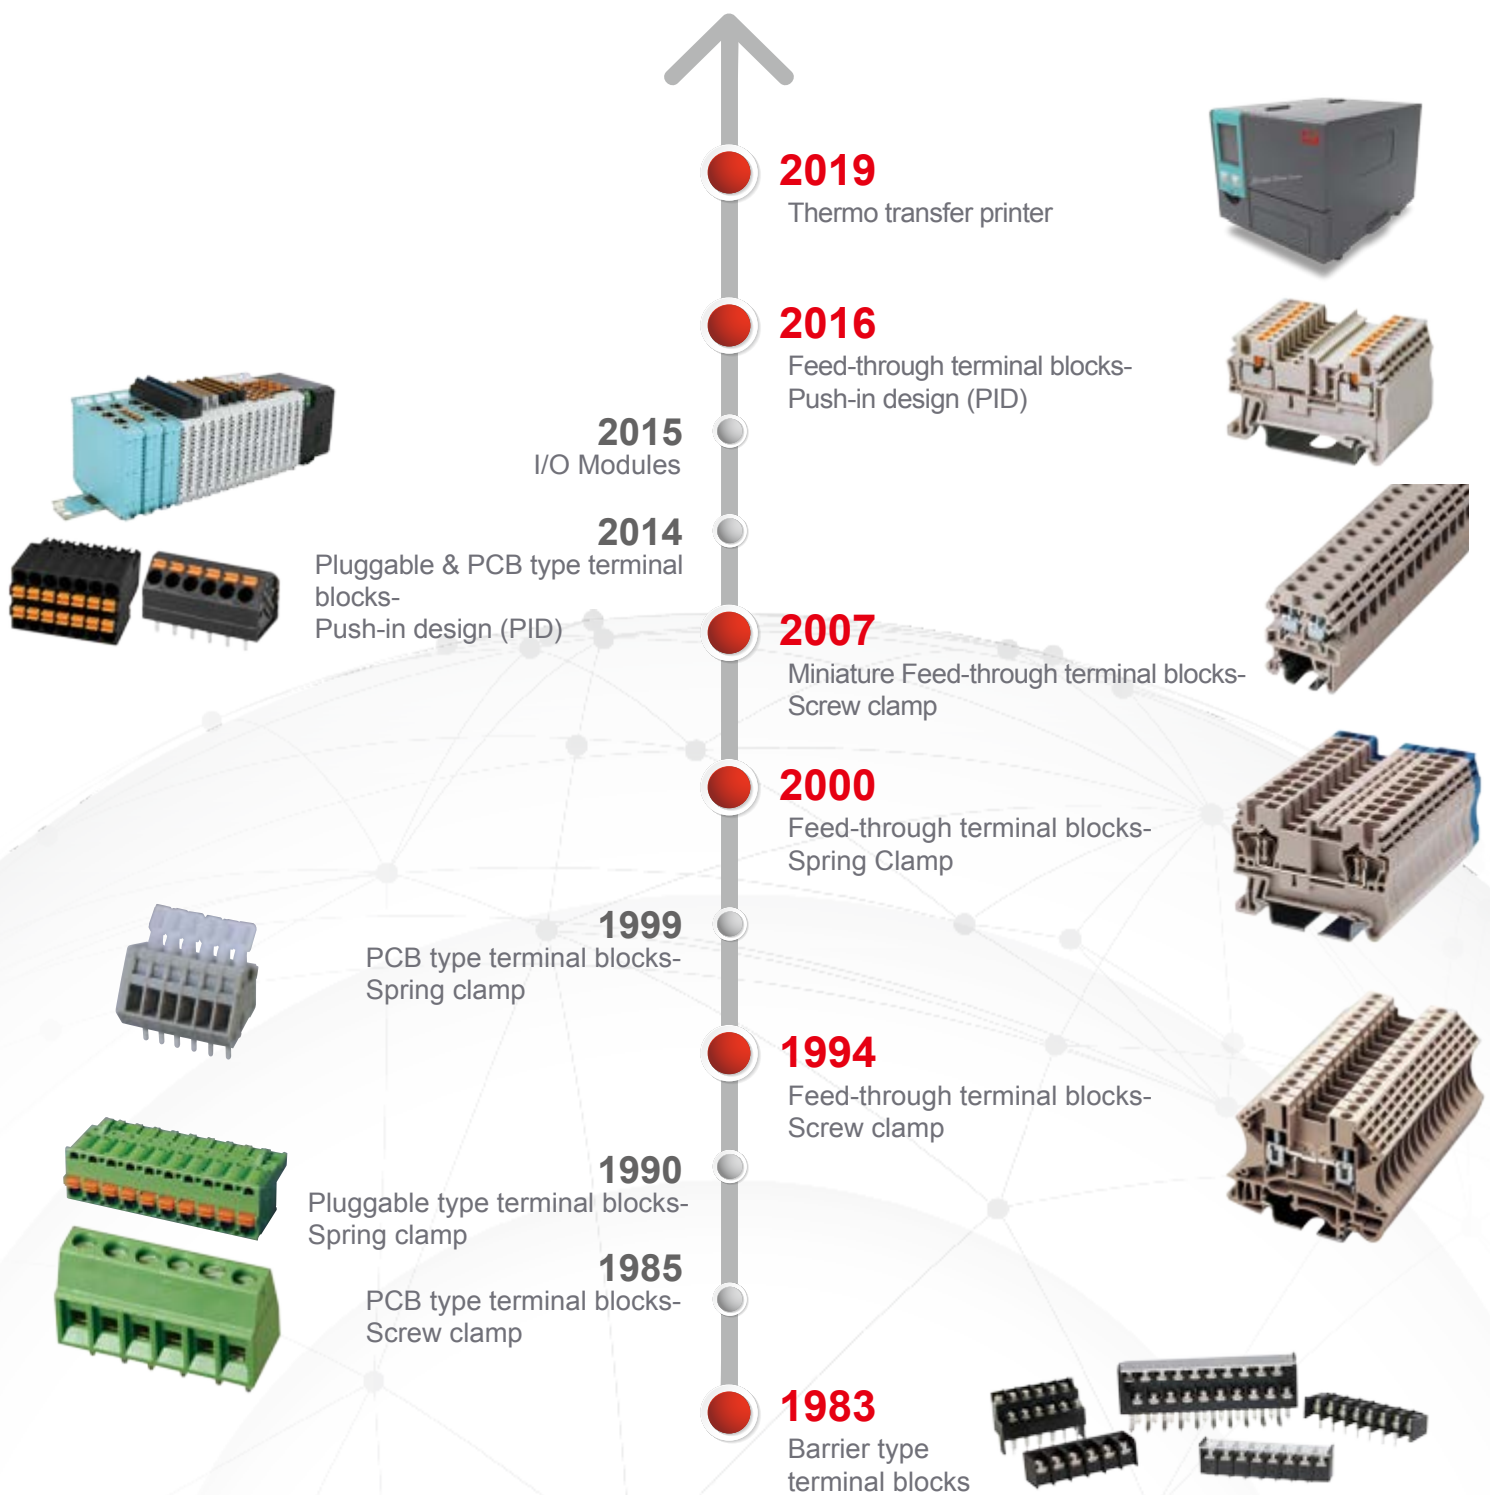 2019
Thermo transfer printer
2016
Feed-through terminal blocks-
Push-in design (PID)
2015
I/O Modules
2014
Pluggable & PCB type terminal
blocks-
Push-in design (PID)
2007
Miniature Feed-through terminal blocks-
Screw clamp
2000
Feed-through terminal blocks-
Spring Clamp
1999
PCB type terminal blocks-
Spring clamp
1994
Feed-through terminal blocks-
Screw clamp
1990
Pluggable type terminal blocks-
Spring clamp
1985
PCB type terminal blocks-
Screw clamp
1983
Barrier type
terminal blocks